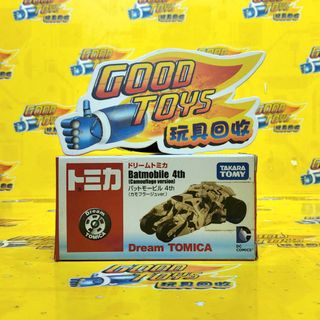 GOOD
TOYS
玩具回收
トミカ
ドリームトミカ
Batmobile 4th
(Camouflage version)
バットモービル 4th
(カモフラージュver.)
TAKARA
TOMY
Dream
TOMICA
Dream TOMICA
DC
COMICS